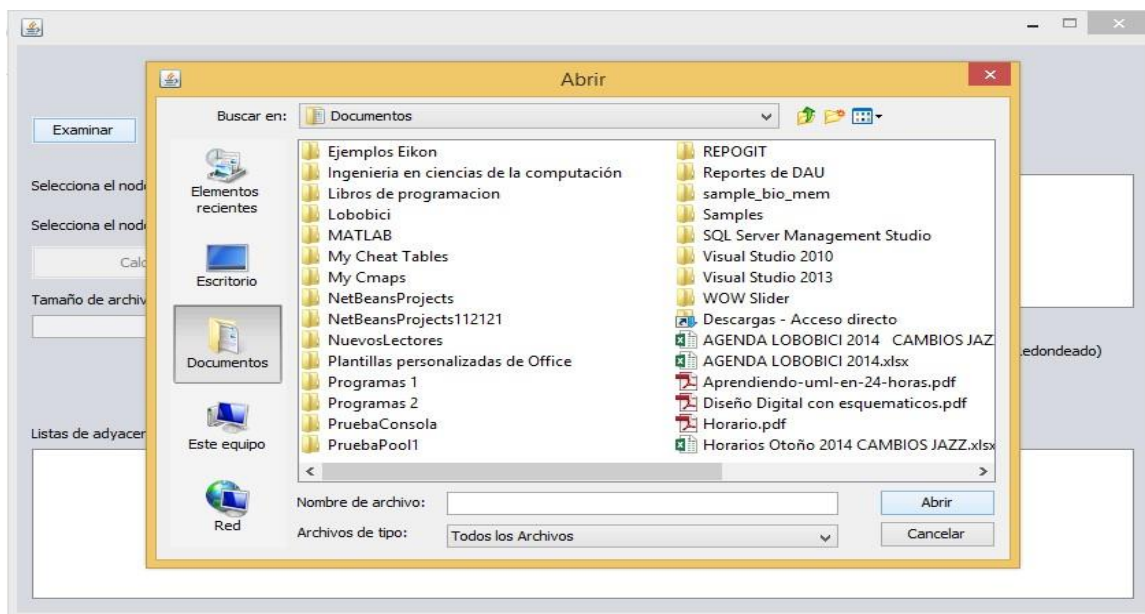 Abrir
Examinar
Buscar en:
Documentos
Selecciona el nod
Selecciona el nod
Calc
Tamaño de archiv
Listas de adyacen
edondeado)
Elementos recientes
Escritorio
Documentos
Este equipo
Red
Ejemplos Eikon
Ingenieria en ciencias de la computación
Libros de programacion
Lobobici
MATLAB
My Cheat Tables
My Cmaps
NetBeansProjects
NetBeansProjects112121
NuevosLectores
Plantillas personalizadas de Office
Programas 1
Programas 2
PruebaConsola
PruebaPool1
REPOGIT
Reportes de DAU
sample_bio_mem
Samples
SQL Server Management Studio
Visual Studio 2010
Visual Studio 2013
WOW Slider
Descargas - Acceso directo
AGENDA LOBOBICI 2014 CAMBIOS JAZ
AGENDA LOBOBICI 2014.xlsx
Aprendiendo-uml-en-24-horas.pdf
Diseño Digital con esquematicos.pdf
Horario.pdf
Horarios Otoño 2014 CAMBIOS JAZZ.xlsx
Nombre de archivo:
Abrir
Archivos de tipo:
Todos los Archivos
Cancelar